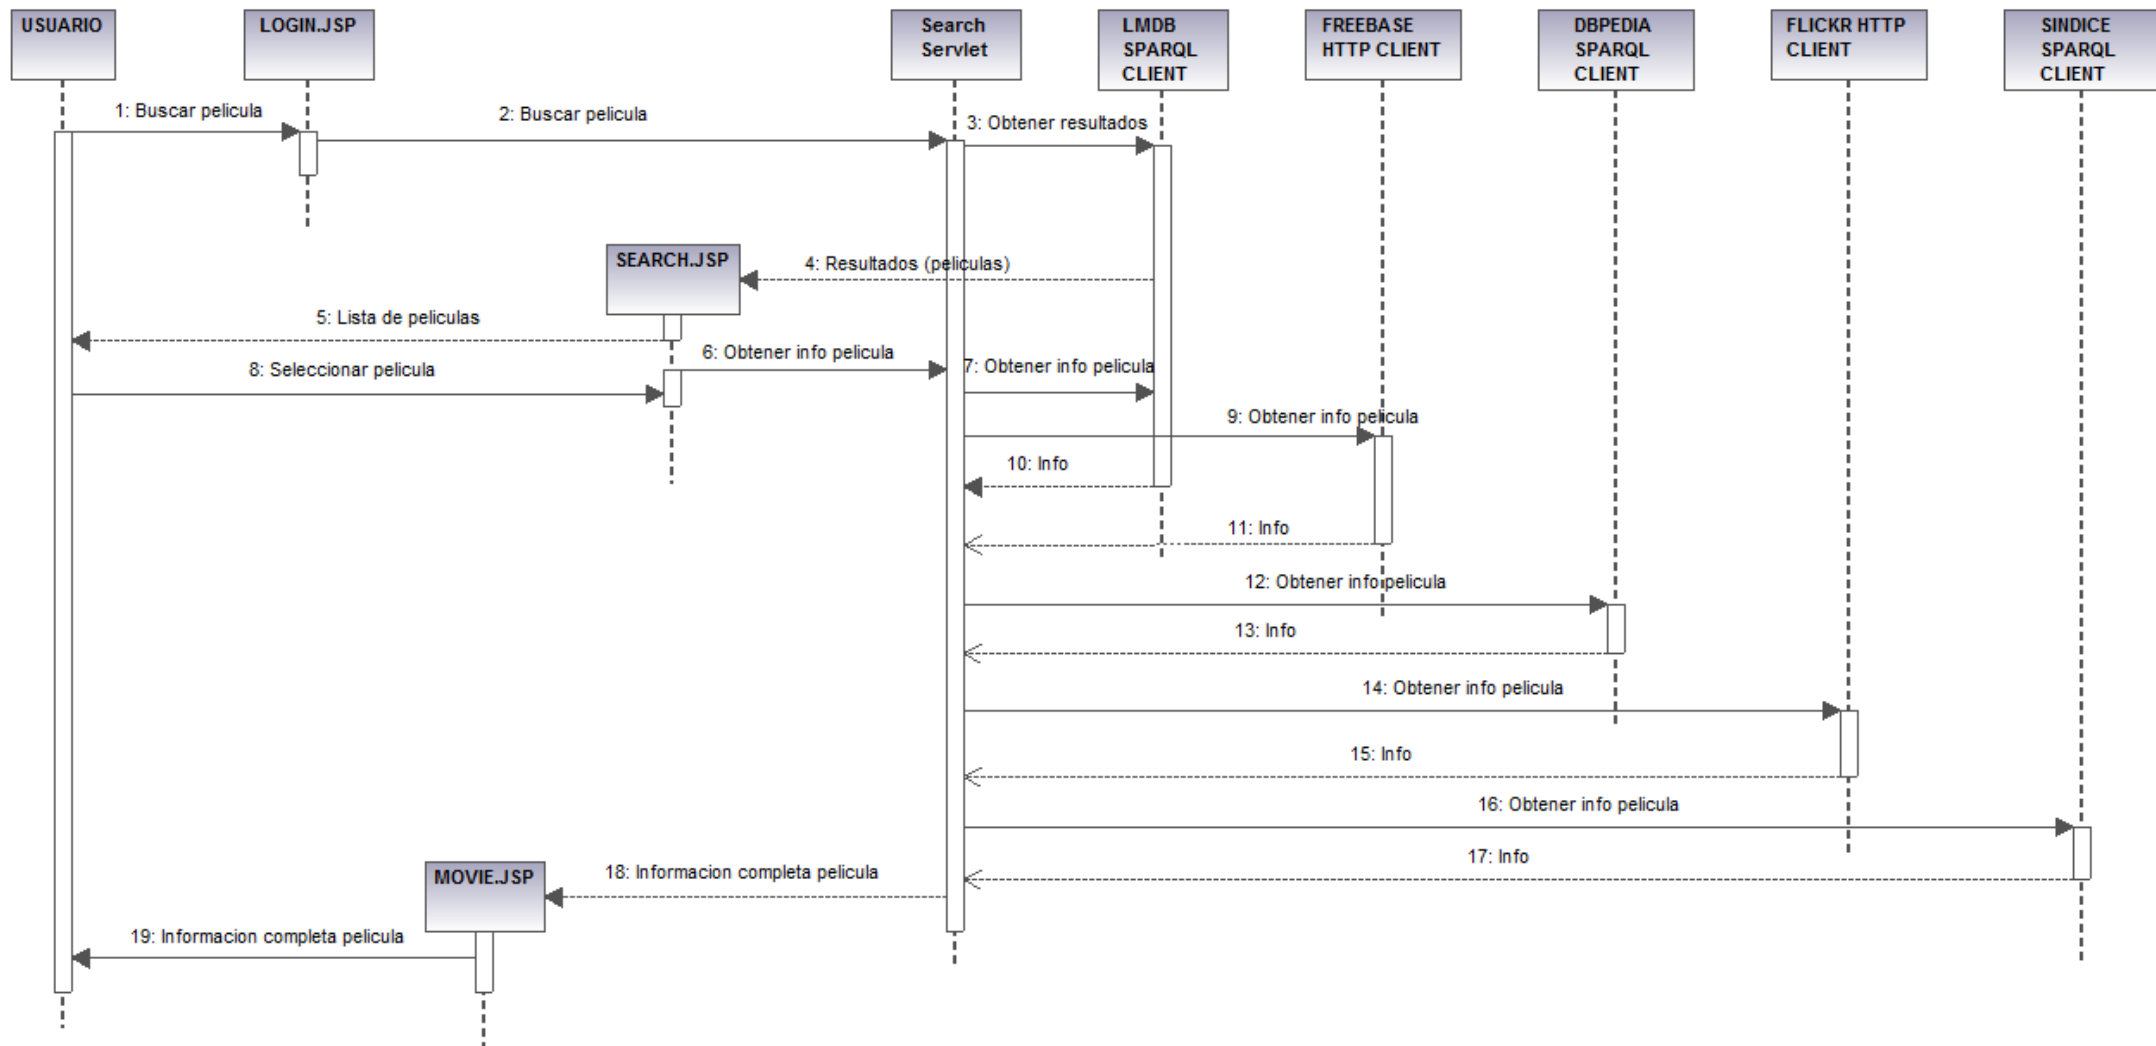 USUARIO
LOGIN.JSP
Search
Servlet
LMDB
SPARQL
CLIENT
FREEBASE
HTTP CLIENT
DBPEDIA
SPARQL
CLIENT
FLICKR HTTP
CLIENT
SINDICE
SPARQL
CLIENT
1: Buscar pelicula
2: Buscar pelicula
3: Obtener resultados
SEARCH.JSP
4: Resultados (peliculas)
5: Lista de peliculas
6: Obtener info pelicula
7: Obtener info pelicula
8: Seleccionar pelicula
9: Obtener info pelicula
10: Info
11: Info
12: Obtener info pelicula
13: Info
14: Obtener info pelicula
15: Info
16: Obtener info pelicula
17: Info
MOVIE.JSP
18: Informacion completa pelicula
19: Informacion completa pelicula